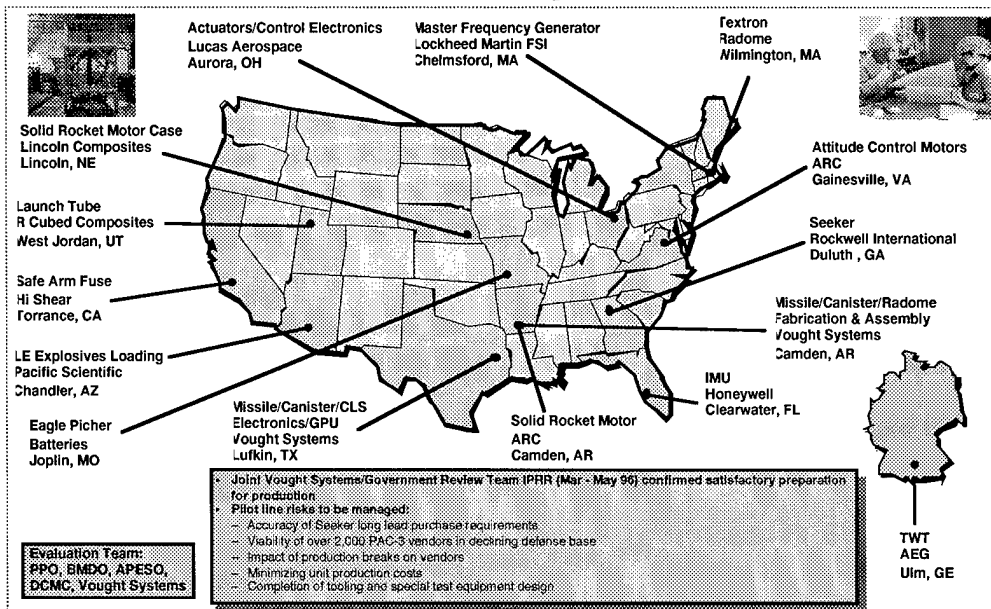 Actuators/Control Electronics
Lucas Aerospace
Aurora, OH
Master Frequency Generator
Lockheed Martin FSI
Chelmsford, MA
Textron
Radome
Wilmington, MA
Solid Rocket Motor Case
Lincoln Composites
Lincoln, NE
Attitude Control Motors
ARC
Gainesville, VA
Launch Tube
R Cubed Composites
West Jordan, UT
Seeker
Rockwell International
Duluth , GA
Safe Arm Fuse
Hi Shear
Torrance, CA
Missile/Canister/Radome
Fabrication & Assembly
Vought Systems
Camden, AR
LE Explosives Loading
Pacific Scientific
Chandler, AZ
IMU
Honeywell
Clearwater, FL
Eagle Picher
Batteries
Joplin, MO
Missile/Canister/CLS
Electronics/GPU
Vought Systems
Lufkin, TX
Solid Rocket Motor
ARC
Camden, AR
• Joint Vought Systems/Government Review Team IPRR (Mar - May 96) confirmed satisfactory preparation
for production
• Pilot line risks to be managed:
– Accuracy of Seeker long lead purchase requirements
– Viability of over 2,000 PAC-3 vendors in declining defense base
– Impact of production breaks on vendors
– Minimizing unit production costs
– Completion of tooling and special test equipment design
Evaluation Team:
PPO, BMDO, APESO,
DCMC, Vought Systems
TWT
AEG
Ulm, GE